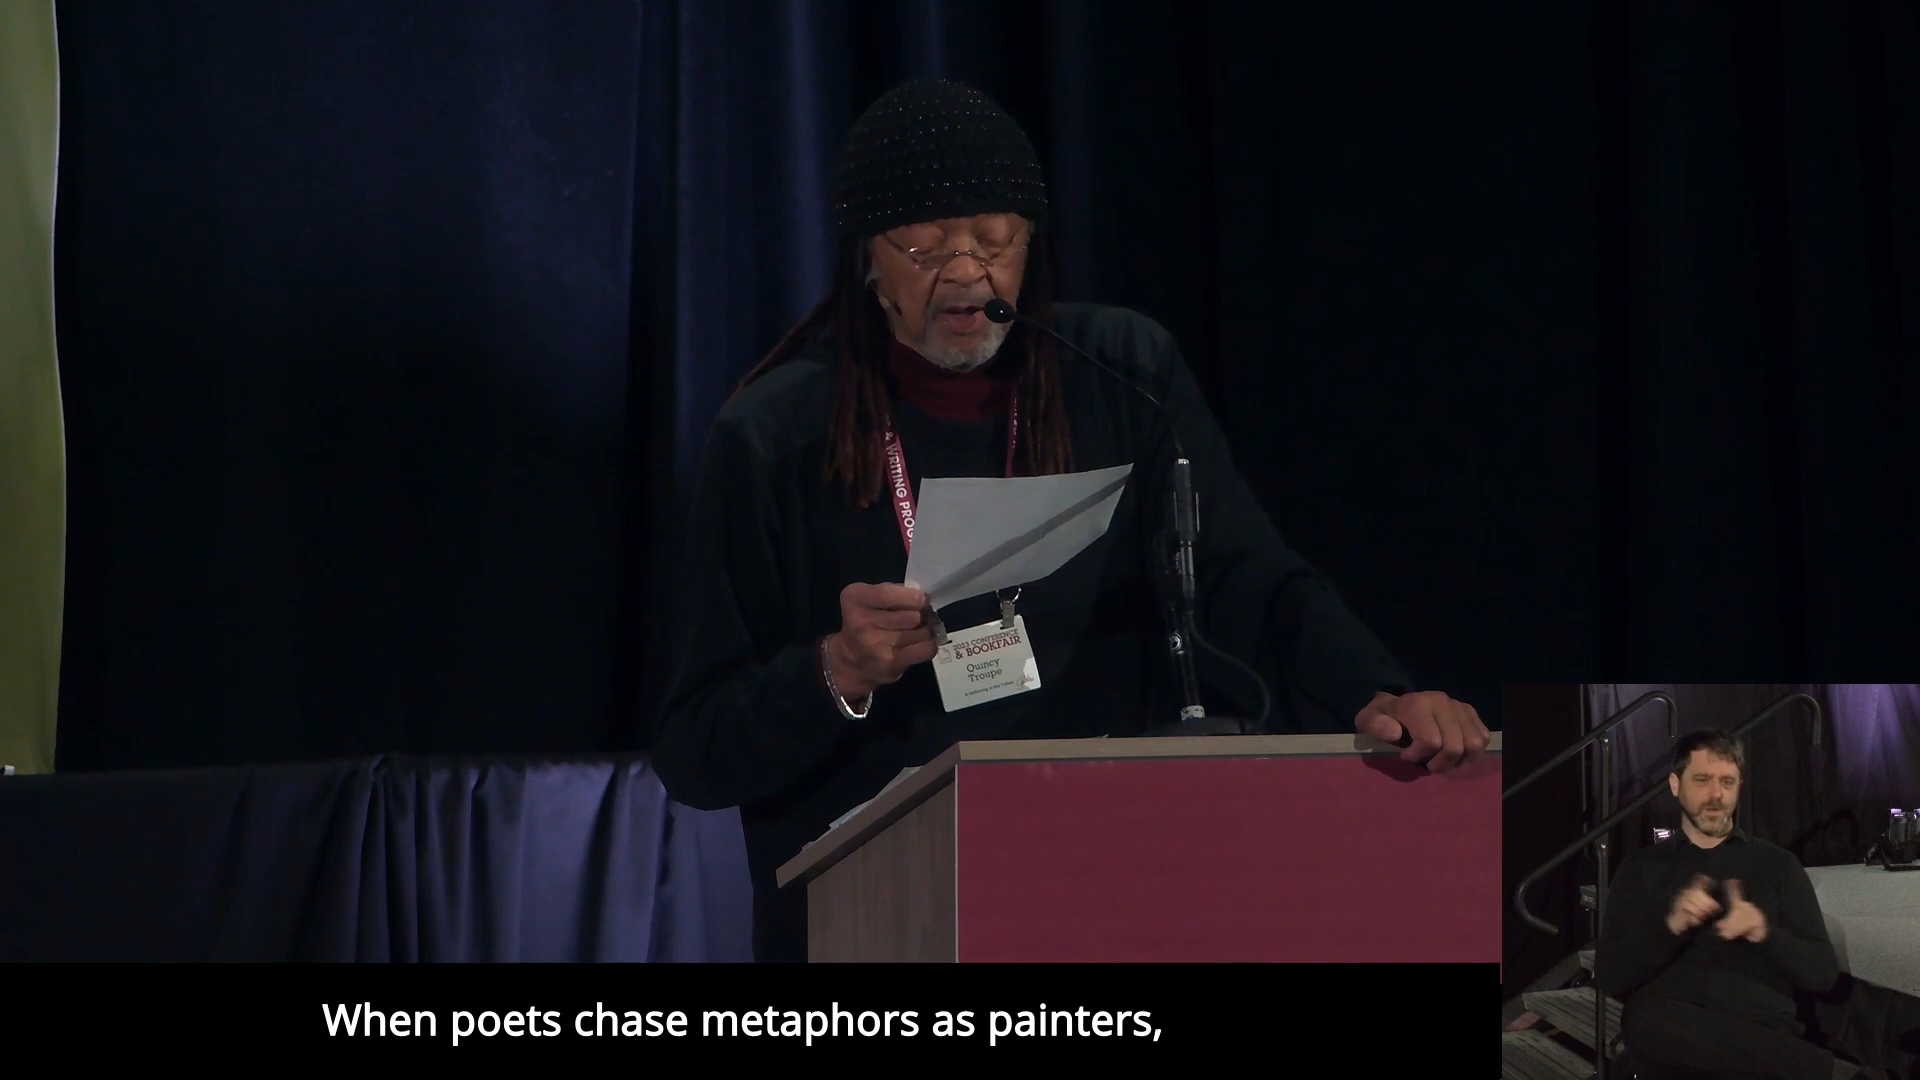 & WRITING PROG
2023 CONFERENCE
& BOOKFAIR
Quincy
Troupe
When poets chase metaphors as painters,